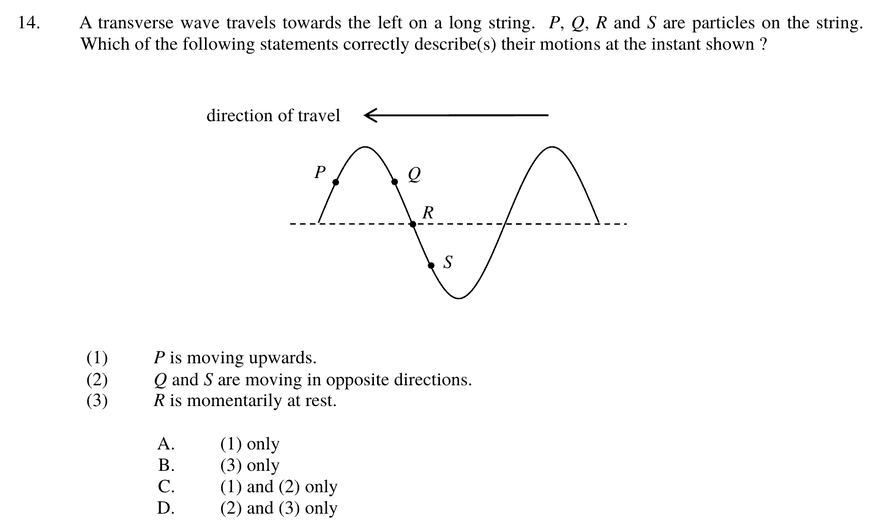 14. A transverse wave travels towards the left on a long string. P, Q, R and S are particles on the string.
Which of the following statements correctly describe(s) their motions at the instant shown ?
direction of travel
P
Q
R
S
(1) P is moving upwards.
(2) Q and S are moving in opposite directions.
(3) R is momentarily at rest.
A. (1) only
B. (3) only
C. (1) and (2) only
D. (2) and (3) only